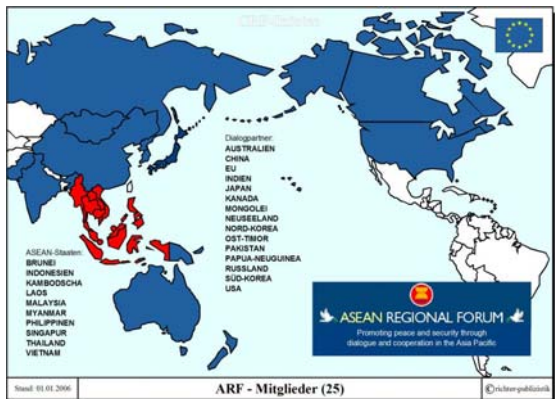 ARF-Staaten
Dialogpartner:
AUSTRALIEN
CHINA
EU
INDIEN
JAPAN
KANADA
MONGOLEI
NEUSEELAND
NORD-KOREA
OST-TIMOR
PAKISTAN
PAPUA-NEUGUINEA
RUSSLAND
SÜD-KOREA
USA
ASEAN-Staaten:
BRUNEI
INDONESIEN
KAMBODSCHA
LAOS
MALAYSIA
MYANMAR
PHILIPPINEN
SINGAPUR
THAILAND
VIETNAM
ASEAN REGIONAL FORUM
Promoting peace and security through
dialogue and cooperation in the Asia Pacific
Stand: 01.01.2006
ARF - Mitglieder (25)
©richter-publizistik